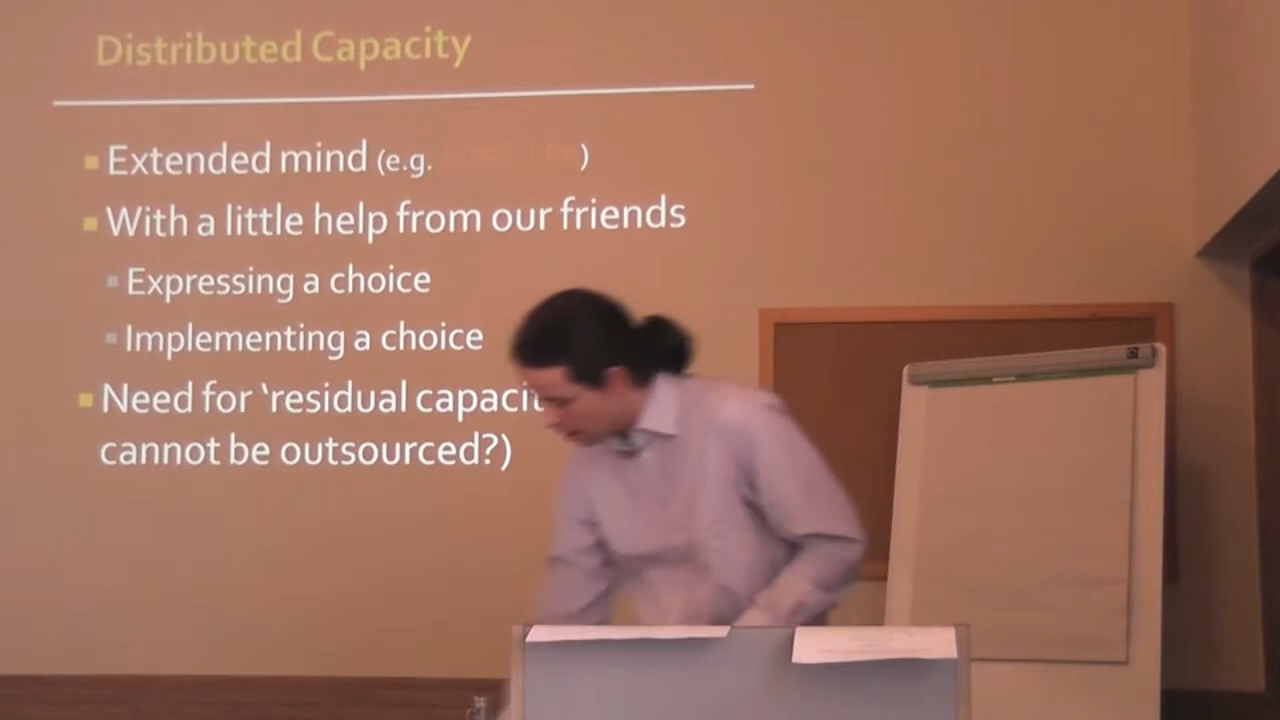 Distributed Capacity
Extended mind (e.g. )
With a little help from our friends
Expressing a choice
Implementing a choice
Need for ‘residual capacit
cannot be outsourced?)